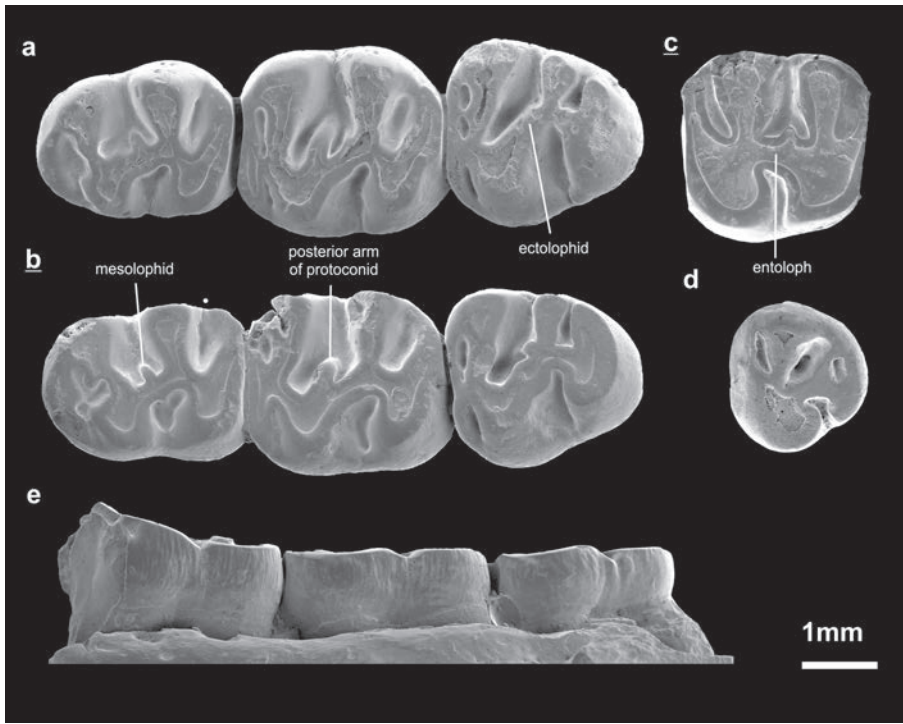 a
c
ectolophid
posterior arm
of protoconid
entoloph
b
mesolophid
d
e
1mm